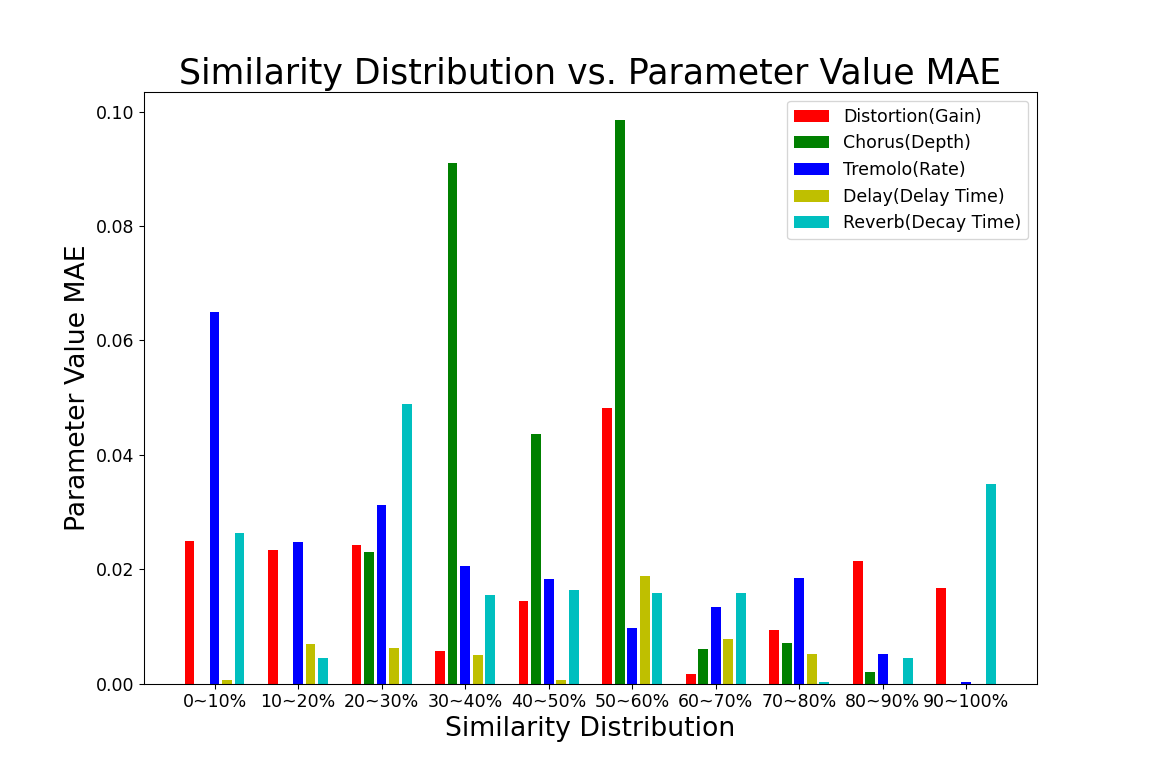 Similarity Distribution vs. Parameter Value MAE
Distortion(Gain)
Chorus(Depth)
Tremolo(Rate)
Delay(Delay Time)
Reverb(Decay Time)
Parameter Value MAE
0.10
0.08
0.06
0.04
0.02
0.00
0~10% 10~20% 20~30% 30~40% 40~50% 50~60% 60~70% 70~80% 80~90% 90~100%
Similarity Distribution